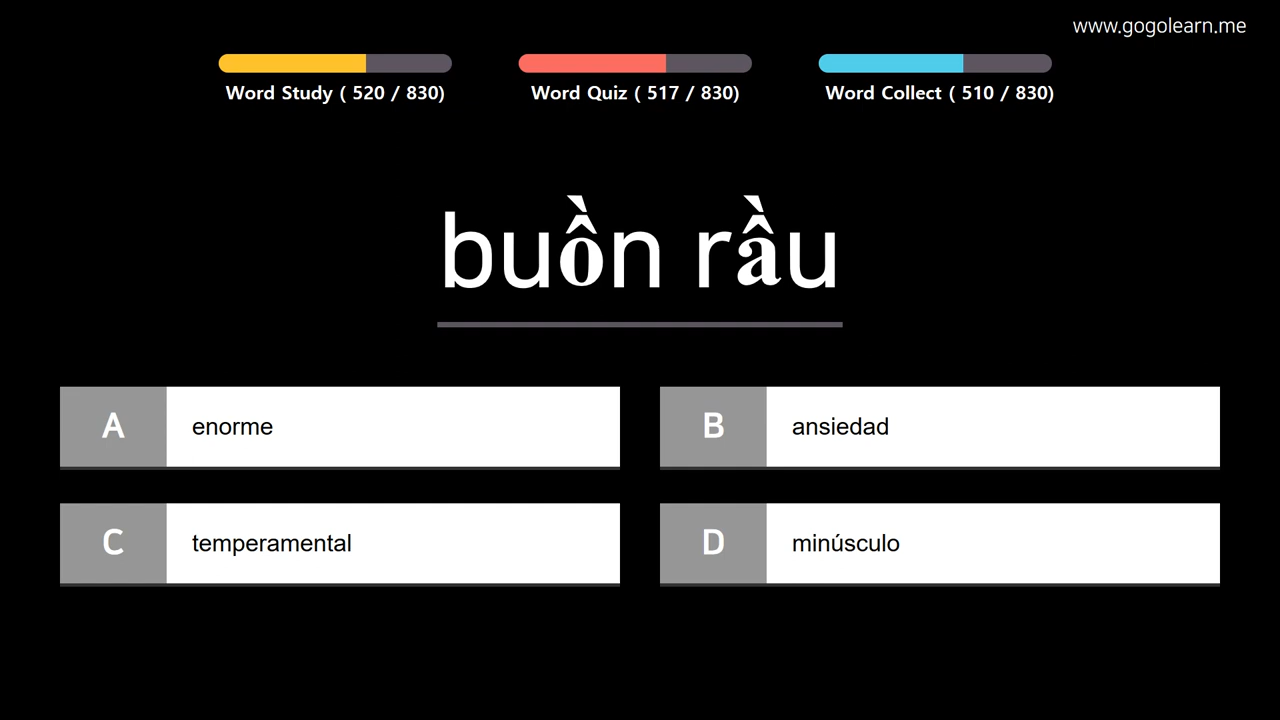 www.gogolearn.me
Word Study ( 520 / 830)
Word Quiz ( 517 / 830)
Word Collect ( 510 / 830)
buồn rầu
A enorme
B ansiedad
C temperamental
D minúsculo